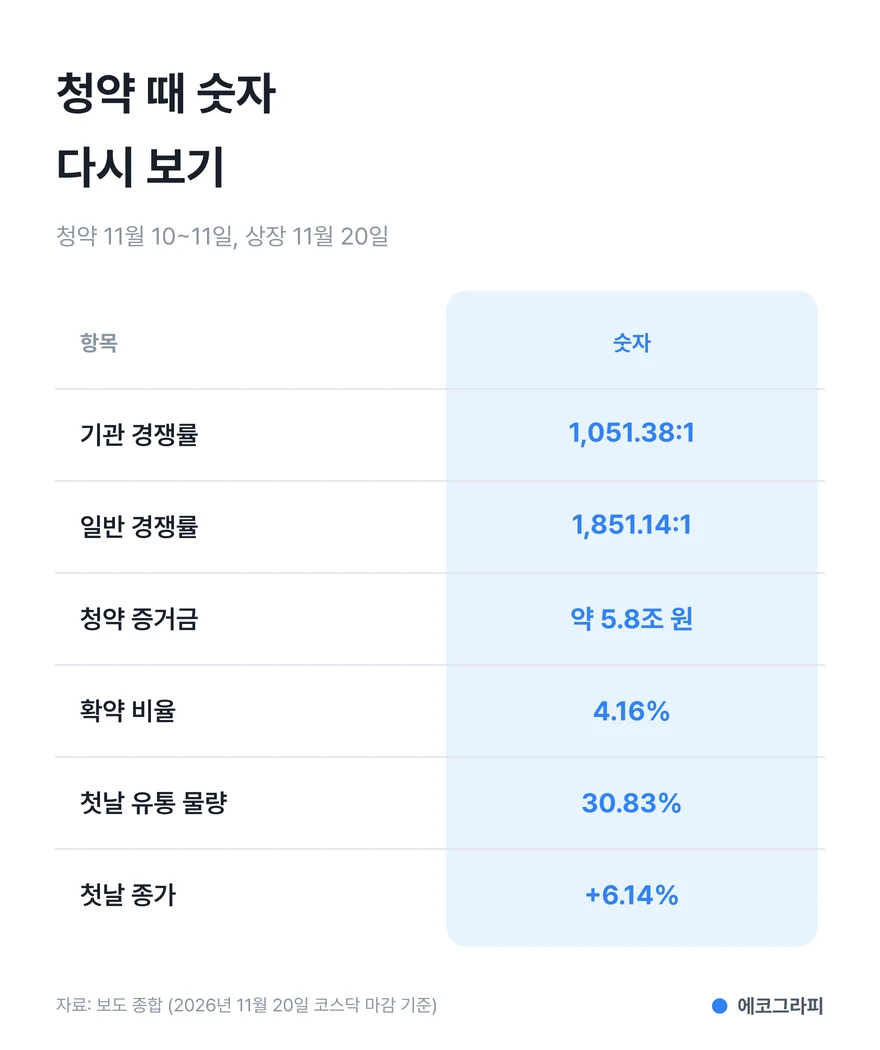 청약 때 숫자
다시 보기
청약 11월 10~11일, 상장 11월 20일
항목 숫자
기관 경쟁률 1,051.38:1
일반 경쟁률 1,851.14:1
청약 증거금 약 5.8조 원
확약 비율 4.16%
첫날 유통 물량 30.83%
첫날 종가 +6.14%
자료: 보도 종합 (2026년 11월 20일 코스닥 마감 기준) 에코그라피